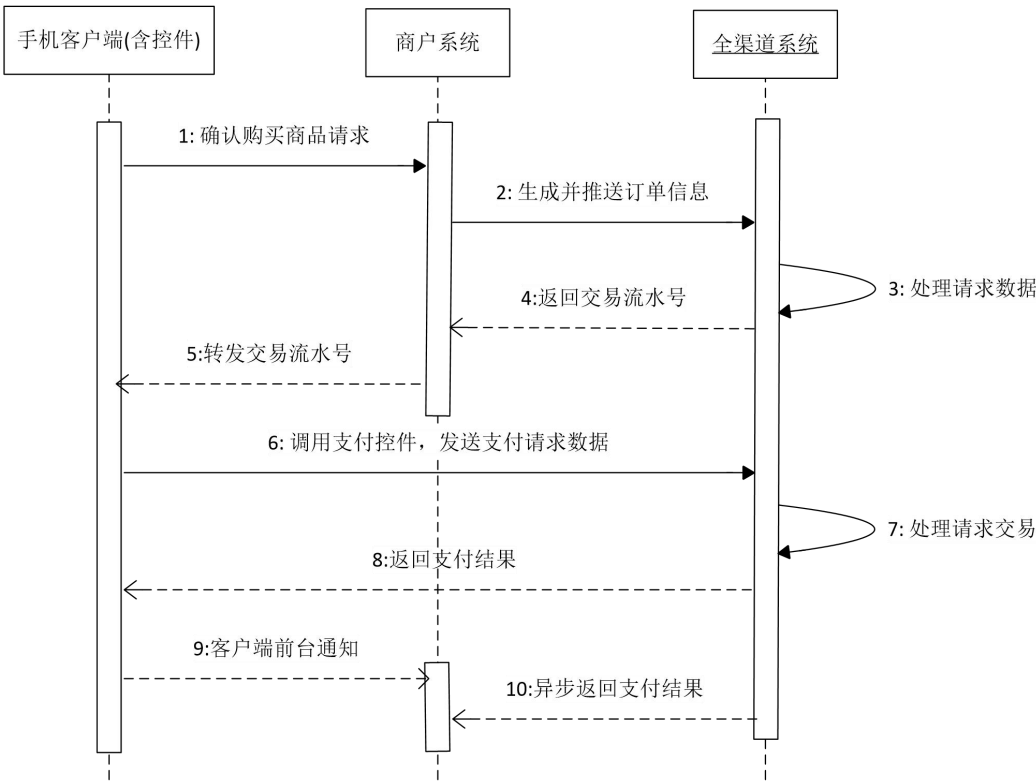 手机客户端(含控件)
商户系统
全渠道系统
1: 确认购买商品请求
2: 生成并推送订单信息
3: 处理请求数据
4:返回交易流水号
5:转发交易流水号
6: 调用支付控件，发送支付请求数据
7: 处理请求交易
8:返回支付结果
9:客户端前台通知
10:异步返回支付结果